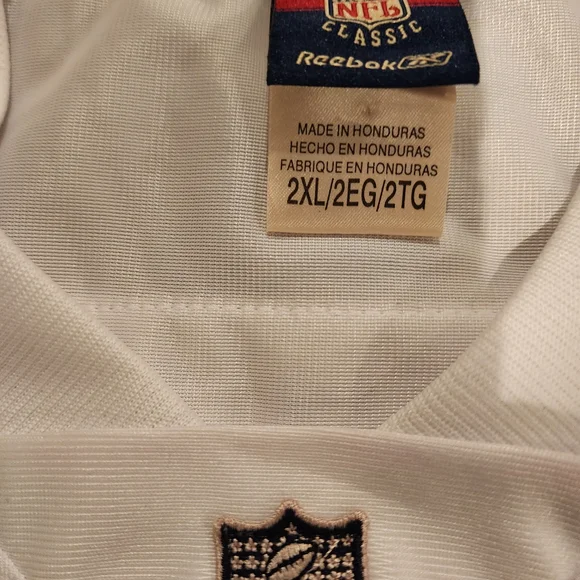 NFL
CLASSIC
Reebok
MADE IN HONDURAS
HECHO EN HONDURAS
FABRIQUE EN HONDURAS
2XL/2EG/2TG